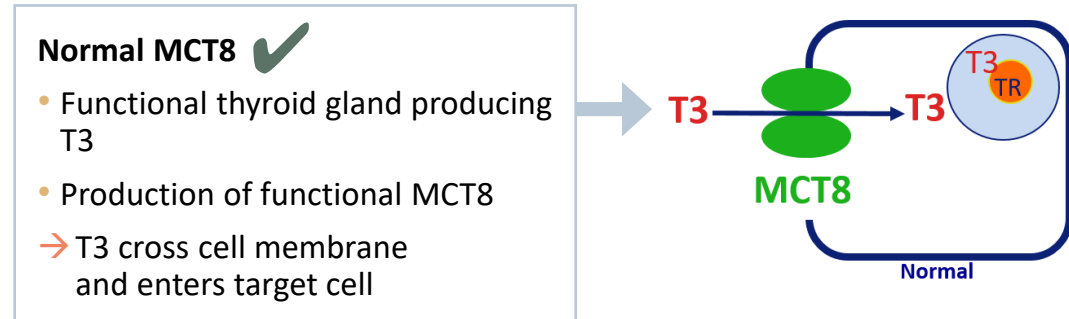 Normal MCT8 ✔
• Functional thyroid gland producing
T3
• Production of functional MCT8
→ T3 cross cell membrane
and enters target cell
T3
T3
T3
TR
MCT8
Normal